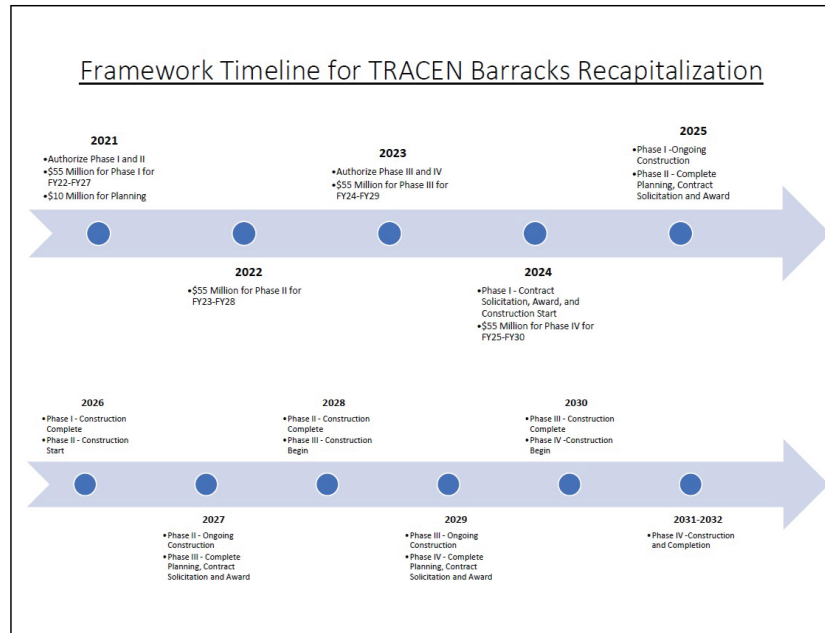 Framework Timeline for TRACEN Barracks Recapitalization
2021
•Authorize Phase I and II
•$55 Million for Phase I for
FY22-FY27
•$10 Million for Planning
2022
•$55 Million for Phase II for
FY23-FY28
2023
•Authorize Phase III and IV
•$55 Million for Phase III for
FY24-FY29
2024
•Phase I - Contract
Solicitation, Award, and
Construction Start
•$55 Million for Phase IV for
FY25-FY30
2025
•Phase I -Ongoing
Construction
•Phase II - Complete
Planning, Contract
Solicitation and Award
2026
•Phase I - Construction
Complete
•Phase II - Construction
Start
2027
•Phase II - Ongoing
Construction
•Phase III - Complete
Planning, Contract
Solicitation and Award
2028
•Phase II - Construction
Complete
•Phase III - Construction
Begin
2029
•Phase III - Ongoing
Construction
•Phase IV - Complete
Planning, Contract
Solicitation and Award
2030
•Phase III - Construction
Complete
•Phase IV -Construction
Begin
2031-2032
•Phase IV -Construction
and Completion